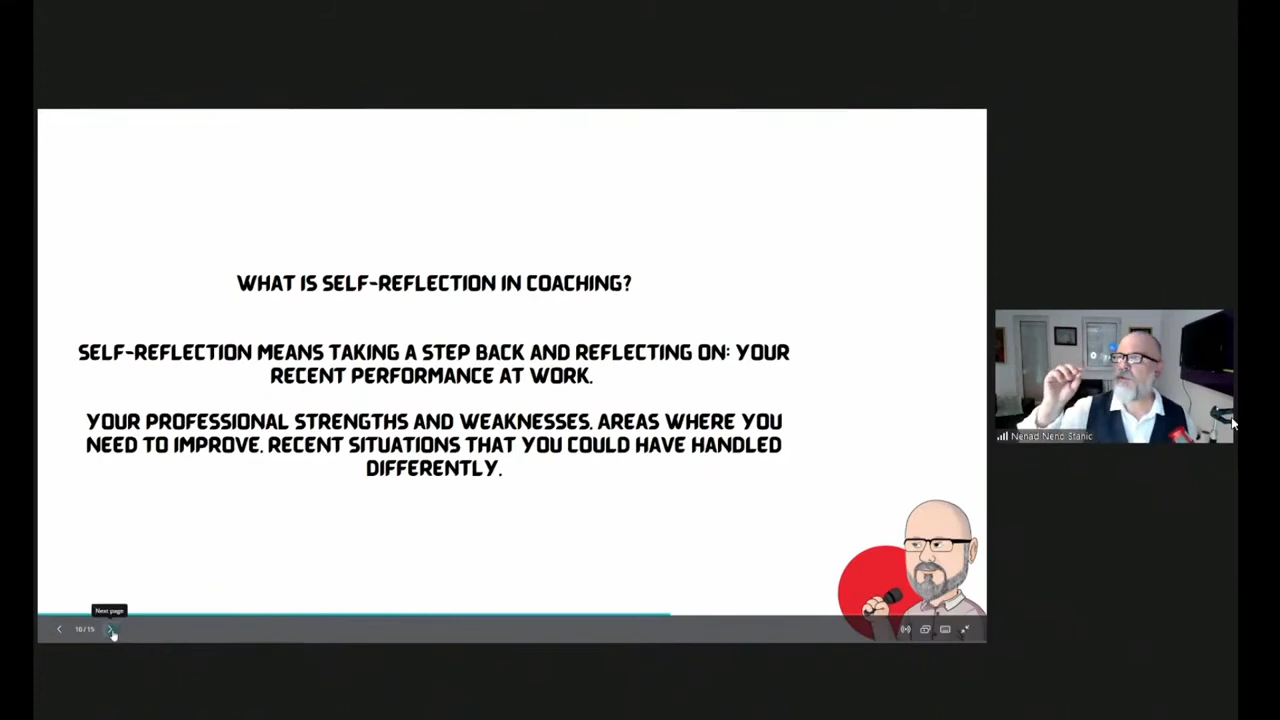 WHAT IS SELF-REFLECTION IN COACHING?
SELF-REFLECTION MEANS TAKING A STEP BACK AND REFLECTING ON: YOUR
RECENT PERFORMANCE AT WORK.
YOUR PROFESSIONAL STRENGTHS AND WEAKNESSES. AREAS WHERE YOU
NEED TO IMPROVE. RECENT SITUATIONS THAT YOU COULD HAVE HANDLED
DIFFERENTLY.
Nenad Neno Stanic
Next page
10/15